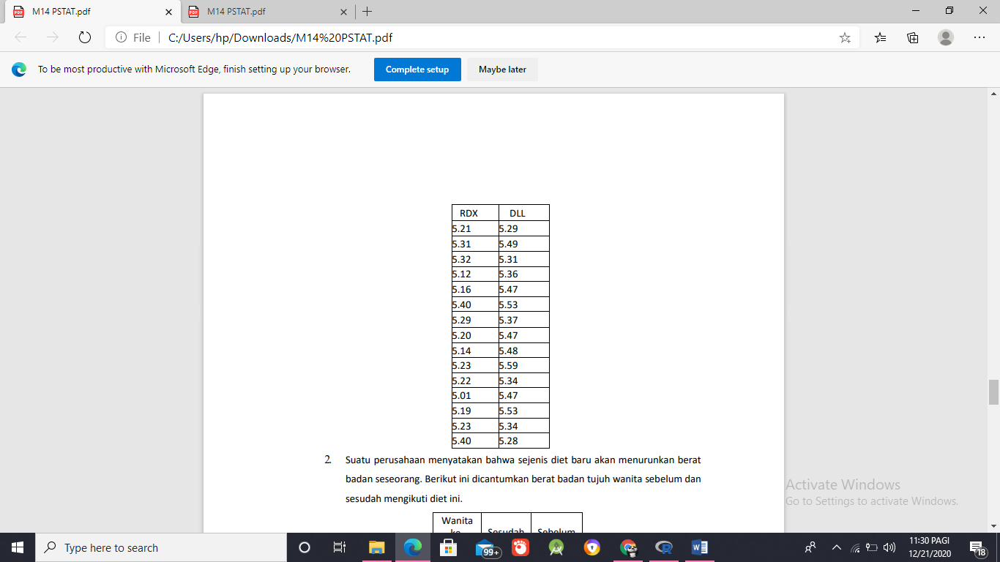 M14 PSTAT.pdf
M14 PSTAT.pdf
File C:/Users/hp/Downloads/M14%20PSTAT.pdf
To be most productive with Microsoft Edge, finish setting up your browser. Complete setup Maybe later
RDX DLL
5.21 5.29
5.31 5.49
5.32 5.31
5.12 5.36
5.16 5.47
5.40 5.53
5.29 5.37
5.20 5.47
5.14 5.48
5.23 5.59
5.22 5.34
5.01 5.47
5.19 5.53
5.23 5.34
5.40 5.28
2. Suatu perusahaan menyatakan bahwa sejenis diet baru akan menurunkan berat
badan seseorang. Berikut ini dicantumkan berat badan tujuh wanita sebelum dan
sesudah mengikuti diet ini.
Wanita
ke Sesudah Sebelum
Activate Windows
Go to Settings to activate Windows.
Type here to search
99+
11:30 PAGI
12/21/2020
18